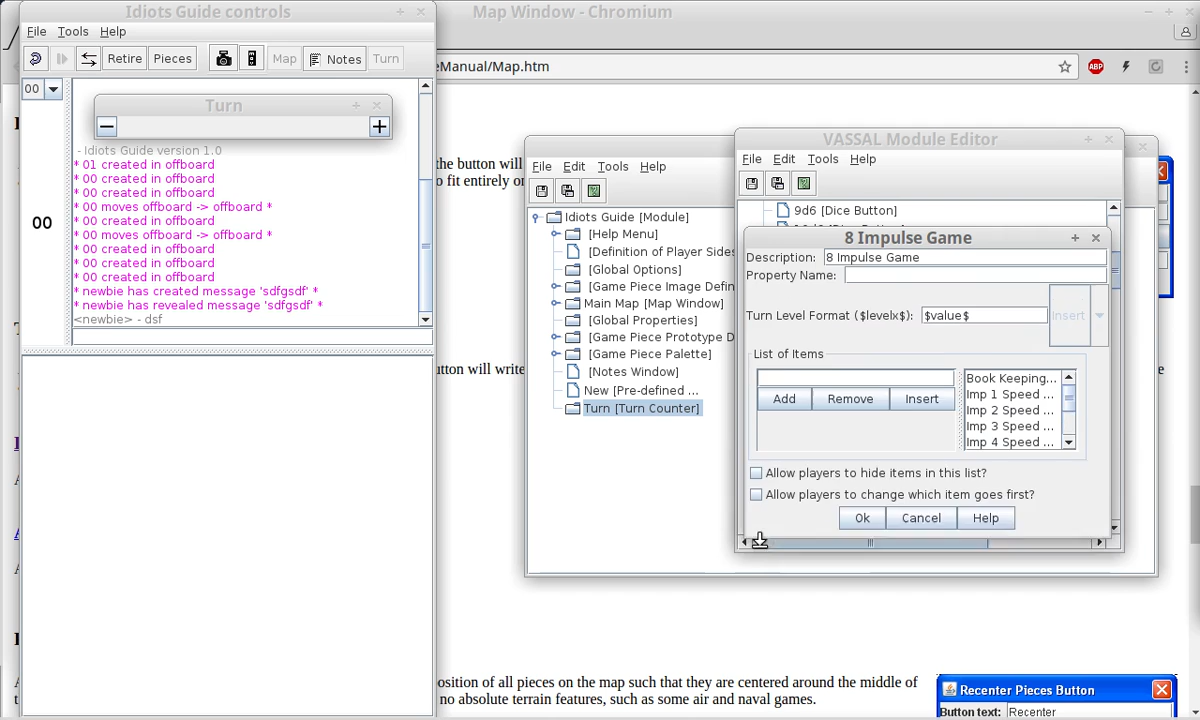 Idiots Guide controls
File Tools Help
Retire Pieces Map Notes Turn
00
Turn
- Idiots Guide version 1.0
* 01 created in offboard
* 00 created in offboard
* 00 created in offboard
* 00 moves offboard -> offboard *
* 00 created in offboard
* 00 moves offboard -> offboard *
* 00 created in offboard
* 00 created in offboard
* 00 created in offboard
* newbie has created message 'sdfgsdf' *
* newbie has revealed message 'sdfgsdf' *
<newbie> - dsf
00
Map Window - Chromium
eManual/Map.htm
ABP
the button will
o fit entirely
utton will write
File Edit Tools Help
Idiots Guide [Module]
[Help Menu]
[Definition of Player Sides
[Global Options]
[Game Piece Image Defin
Main Map [Map Window]
[Global Properties]
[Game Piece Prototype D
[Game Piece Palette]
[Notes Window]
New [Pre-defined ...
Turn [Turn Counter]
VASSAL Module Editor
File Edit Tools Help
9d6 [Dice Button]
8 Impulse Game
Description: 8 Impulse Game
Property Name:
Turn Level Format ($levelx$): $value$ Insert
List of Items
Add Remove Insert
Book Keeping...
Imp 1 Speed ...
Imp 2 Speed ...
Imp 3 Speed ...
Imp 4 Speed ...
Allow players to hide items in this list?
Allow players to change which item goes first?
Ok Cancel Help
osition of all pieces on the map such that they are centered around the middle of
no absolute terrain features, such as some air and naval games.
Recenter Pieces Button
Button text: Recenter